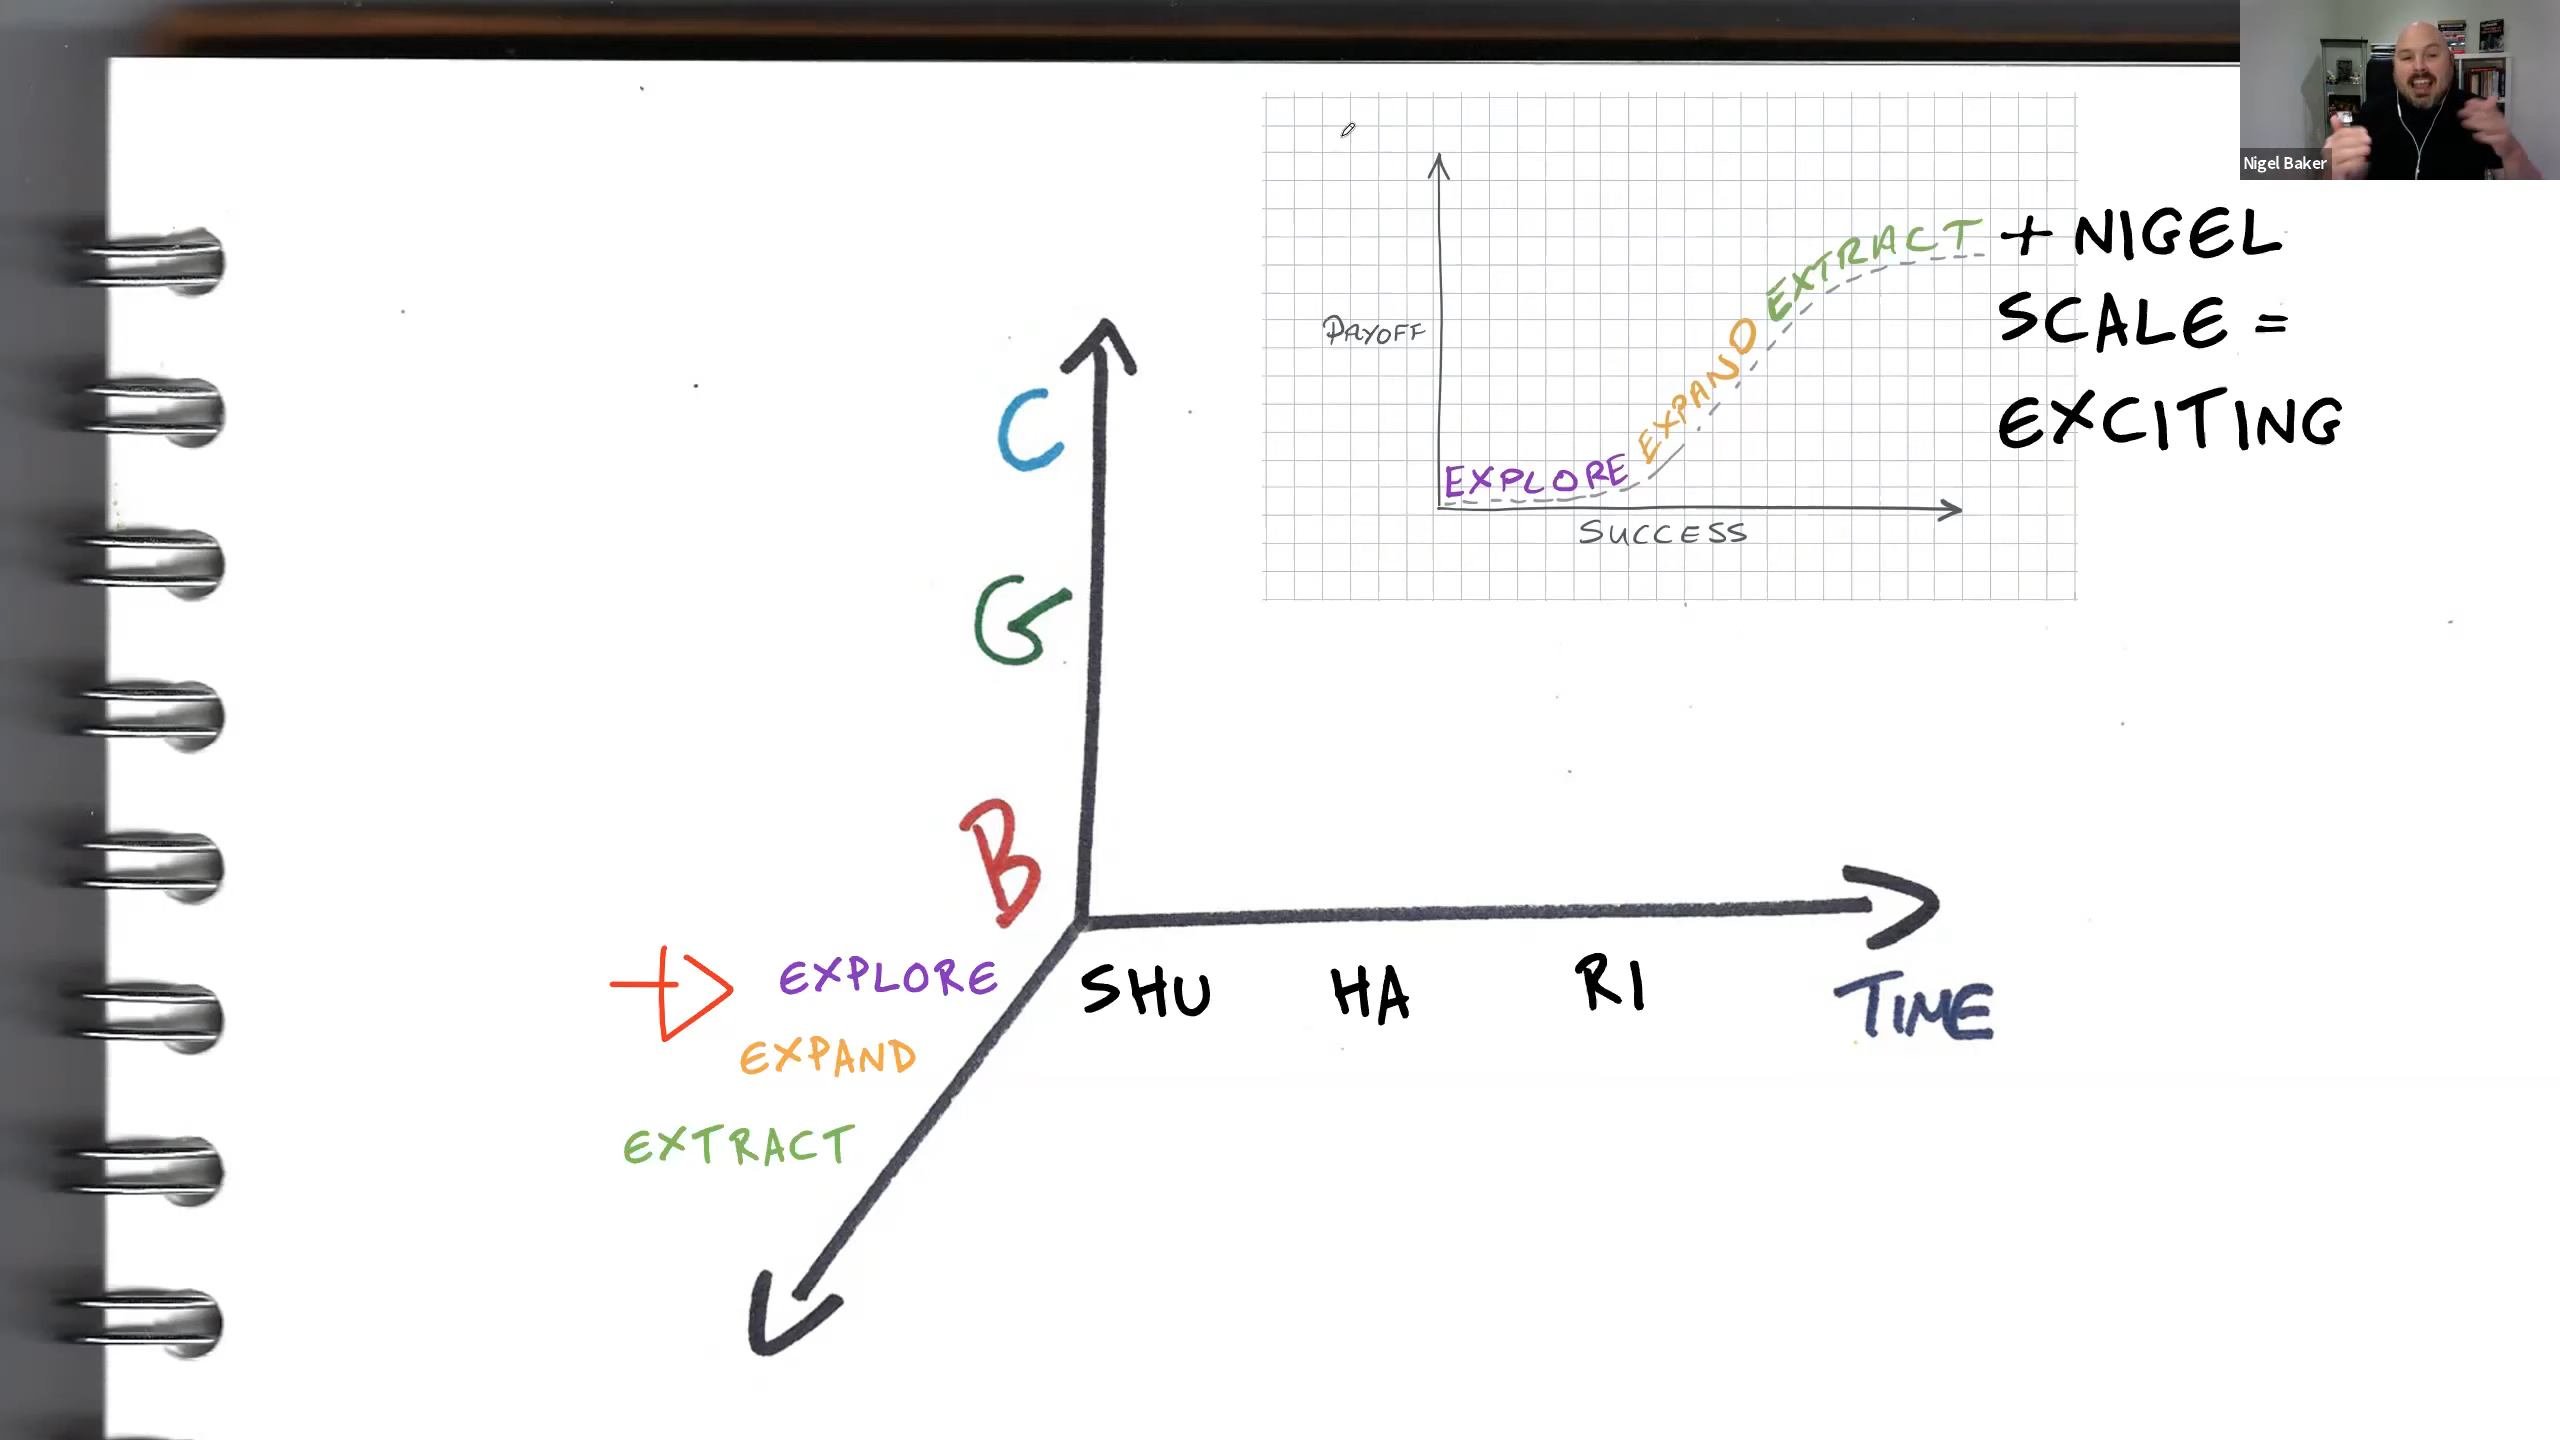 Nigel Baker
PAYOFF
EXPLORE
EXPAND
EXTRACT
SUCCESS
+ NIGEL
SCALE =
EXCITING
C
G
B
EXPLORE
EXPAND
EXTRACT
SHU HA RI
TIME